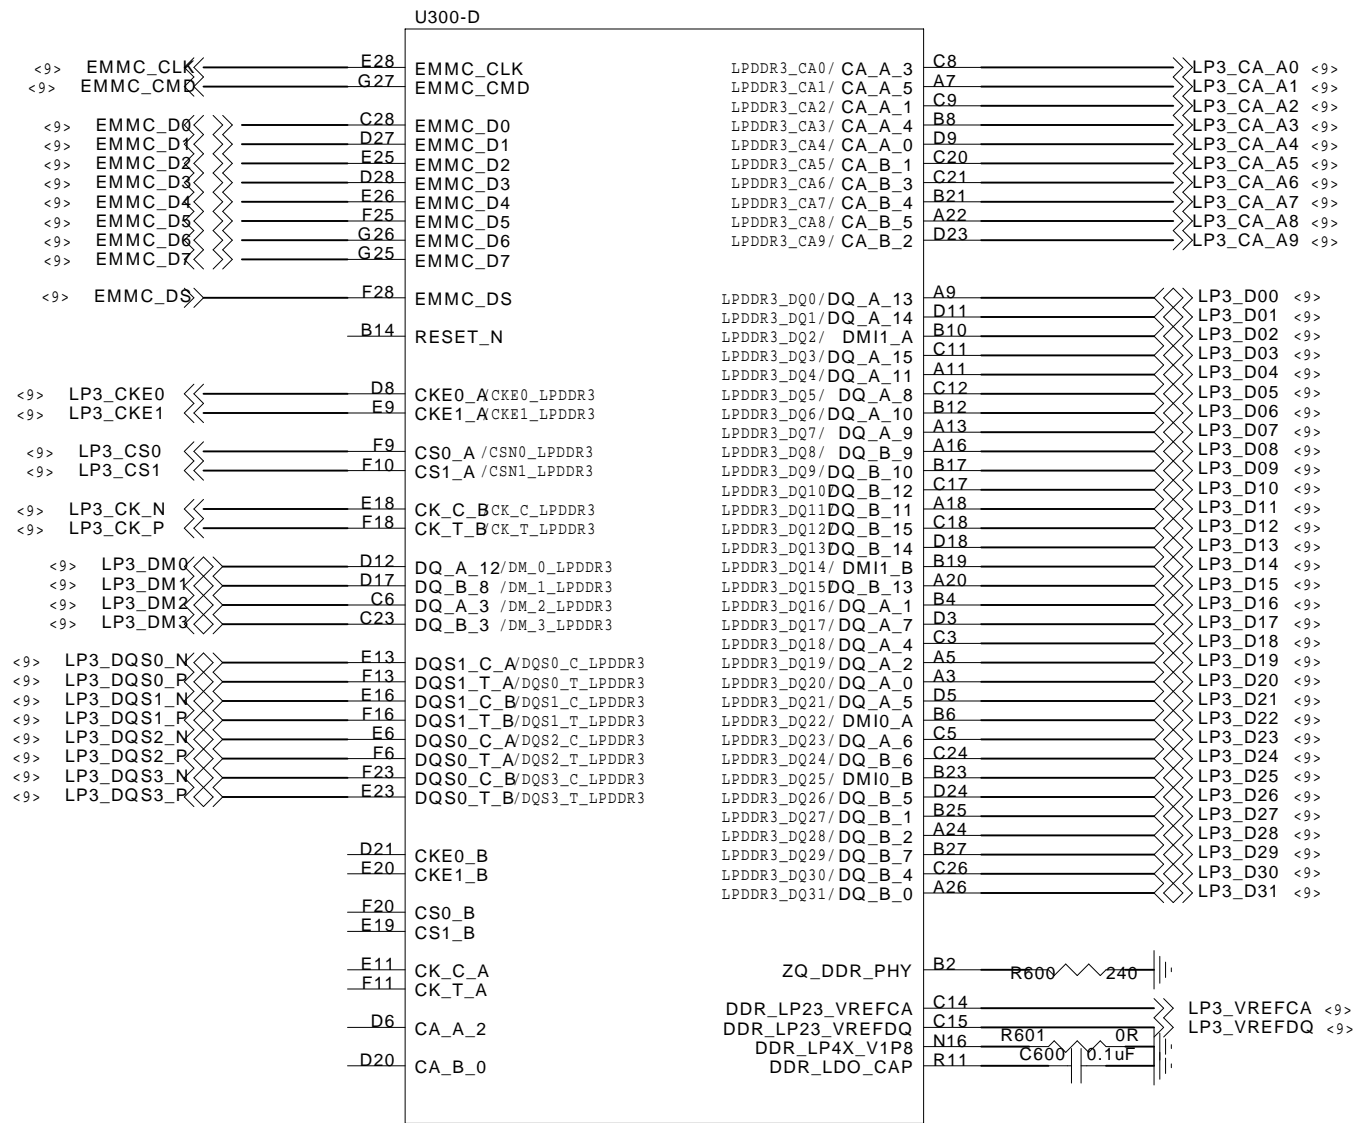 U300-D
<9> EMMC_CLK E28 EMMC_CLK LPDDR3_CA0/ CA_A_3 C8 LP3_CA_A0 <9>
<9> EMMC_CMD G27 EMMC_CMD LPDDR3_CA1/ CA_A_5 A7 LP3_CA_A1 <9>
LPDDR3_CA2/ CA_A_1 C9 LP3_CA_A2 <9>
<9> EMMC_D0 C28 EMMC_D0 LPDDR3_CA3/ CA_A_4 B8 LP3_CA_A3 <9>
<9> EMMC_D1 D27 EMMC_D1 LPDDR3_CA4/ CA_A_0 D9 LP3_CA_A4 <9>
<9> EMMC_D2 E25 EMMC_D2 LPDDR3_CA5/ CA_B_1 C20 LP3_CA_A5 <9>
<9> EMMC_D3 D28 EMMC_D3 LPDDR3_CA6/ CA_B_3 C21 LP3_CA_A6 <9>
<9> EMMC_D4 E26 EMMC_D4 LPDDR3_CA7/ CA_B_4 B21 LP3_CA_A7 <9>
<9> EMMC_D5 F25 EMMC_D5 LPDDR3_CA8/ CA_B_5 A22 LP3_CA_A8 <9>
<9> EMMC_D6 G26 EMMC_D6 LPDDR3_CA9/ CA_B_2 D23 LP3_CA_A9 <9>
<9> EMMC_D7 G25 EMMC_D7
<9> EMMC_DS F28 EMMC_DS LPDDR3_DQ0/ DQ_A_13 A9 LP3_D00 <9>
LPDDR3_DQ1/ DQ_A_14 D11 LP3_D01 <9>
B14 RESET_N LPDDR3_DQ2/ DMI1_A B10 LP3_D02 <9>
LPDDR3_DQ3/ DQ_A_15 C11 LP3_D03 <9>
LPDDR3_DQ4/ DQ_A_11 A11 LP3_D04 <9>
<9> LP3_CKE0 D8 CKE0_A/CKE0_LPDDR3 LPDDR3_DQ5/ DQ_A_8 C12 LP3_D05 <9>
<9> LP3_CKE1 E9 CKE1_A/CKE1_LPDDR3 LPDDR3_DQ6/ DQ_A_10 B12 LP3_D06 <9>
LPDDR3_DQ7/ DQ_A_9 A13 LP3_D07 <9>
<9> LP3_CS0 F9 CS0_A /CSN0_LPDDR3 LPDDR3_DQ8/ DQ_B_9 A16 LP3_D08 <9>
<9> LP3_CS1 F10 CS1_A /CSN1_LPDDR3 LPDDR3_DQ9/ DQ_B_10 B17 LP3_D09 <9>
LPDDR3_DQ10/ DQ_B_12 C17 LP3_D10 <9>
<9> LP3_CK_N E18 CK_C_B/CK_C_LPDDR3 LPDDR3_DQ11/ DQ_B_11 A18 LP3_D11 <9>
<9> LP3_CK_P F18 CK_T_B/CK_T_LPDDR3 LPDDR3_DQ12/ DQ_B_15 C18 LP3_D12 <9>
LPDDR3_DQ13/ DQ_B_14 D18 LP3_D13 <9>
<9> LP3_DM0 D12 DQ_A_12/DM_0_LPDDR3 LPDDR3_DQ14/ DMI1_B B19 LP3_D14 <9>
<9> LP3_DM1 D17 DQ_B_8 /DM_1_LPDDR3 LPDDR3_DQ15/ DQ_B_13 A20 LP3_D15 <9>
<9> LP3_DM2 C6 DQ_A_3 /DM_2_LPDDR3 LPDDR3_DQ16/ DQ_A_1 B4 LP3_D16 <9>
<9> LP3_DM3 C23 DQ_B_3 /DM_3_LPDDR3 LPDDR3_DQ17/ DQ_A_7 D3 LP3_D17 <9>
LPDDR3_DQ18/ DQ_A_4 C3 LP3_D18 <9>
<9> LP3_DQS0_N E13 DQS1_C_A/DQS0_C_LPDDR3 LPDDR3_DQ19/ DQ_A_2 A5 LP3_D19 <9>
<9> LP3_DQS0_P F13 DQS1_T_A/DQS0_T_LPDDR3 LPDDR3_DQ20/ DQ_A_0 A3 LP3_D20 <9>
<9> LP3_DQS1_N E16 DQS1_C_B/DQS1_C_LPDDR3 LPDDR3_DQ21/ DQ_A_5 D5 LP3_D21 <9>
<9> LP3_DQS1_P F16 DQS1_T_B/DQS1_T_LPDDR3 LPDDR3_DQ22/ DMI0_A B6 LP3_D22 <9>
<9> LP3_DQS2_N E6 DQS0_C_A/DQS2_C_LPDDR3 LPDDR3_DQ23/ DQ_A_6 C5 LP3_D23 <9>
<9> LP3_DQS2_P F6 DQS0_T_A/DQS2_T_LPDDR3 LPDDR3_DQ24/ DQ_B_6 C24 LP3_D24 <9>
<9> LP3_DQS3_N F23 DQS0_C_B/DQS3_C_LPDDR3 LPDDR3_DQ25/ DMI0_B B23 LP3_D25 <9>
<9> LP3_DQS3_P E23 DQS0_T_B/DQS3_T_LPDDR3 LPDDR3_DQ26/ DQ_B_5 D24 LP3_D26 <9>
LPDDR3_DQ27/ DQ_B_1 B25 LP3_D27 <9>
LPDDR3_DQ28/ DQ_B_2 A24 LP3_D28 <9>
D21 CKE0_B LPDDR3_DQ29/ DQ_B_7 B27 LP3_D29 <9>
E20 CKE1_B LPDDR3_DQ30/ DQ_B_4 C26 LP3_D30 <9>
LPDDR3_DQ31/ DQ_B_0 A26 LP3_D31 <9>
F20 CS0_B
E19 CS1_B
E11 CK_C_A ZQ_DDR_PHY B2 R600 240
F11 CK_T_A
DDR_LP23_VREFCA C14 LP3_VREFCA <9>
D6 CA_A_2 DDR_LP23_VREFDQ C15 LP3_VREFDQ <9>
DDR_LP4X_V1P8 N16 R601 0R
D20 CA_B_0 DDR_LDO_CAP R11 C600 0.1uF